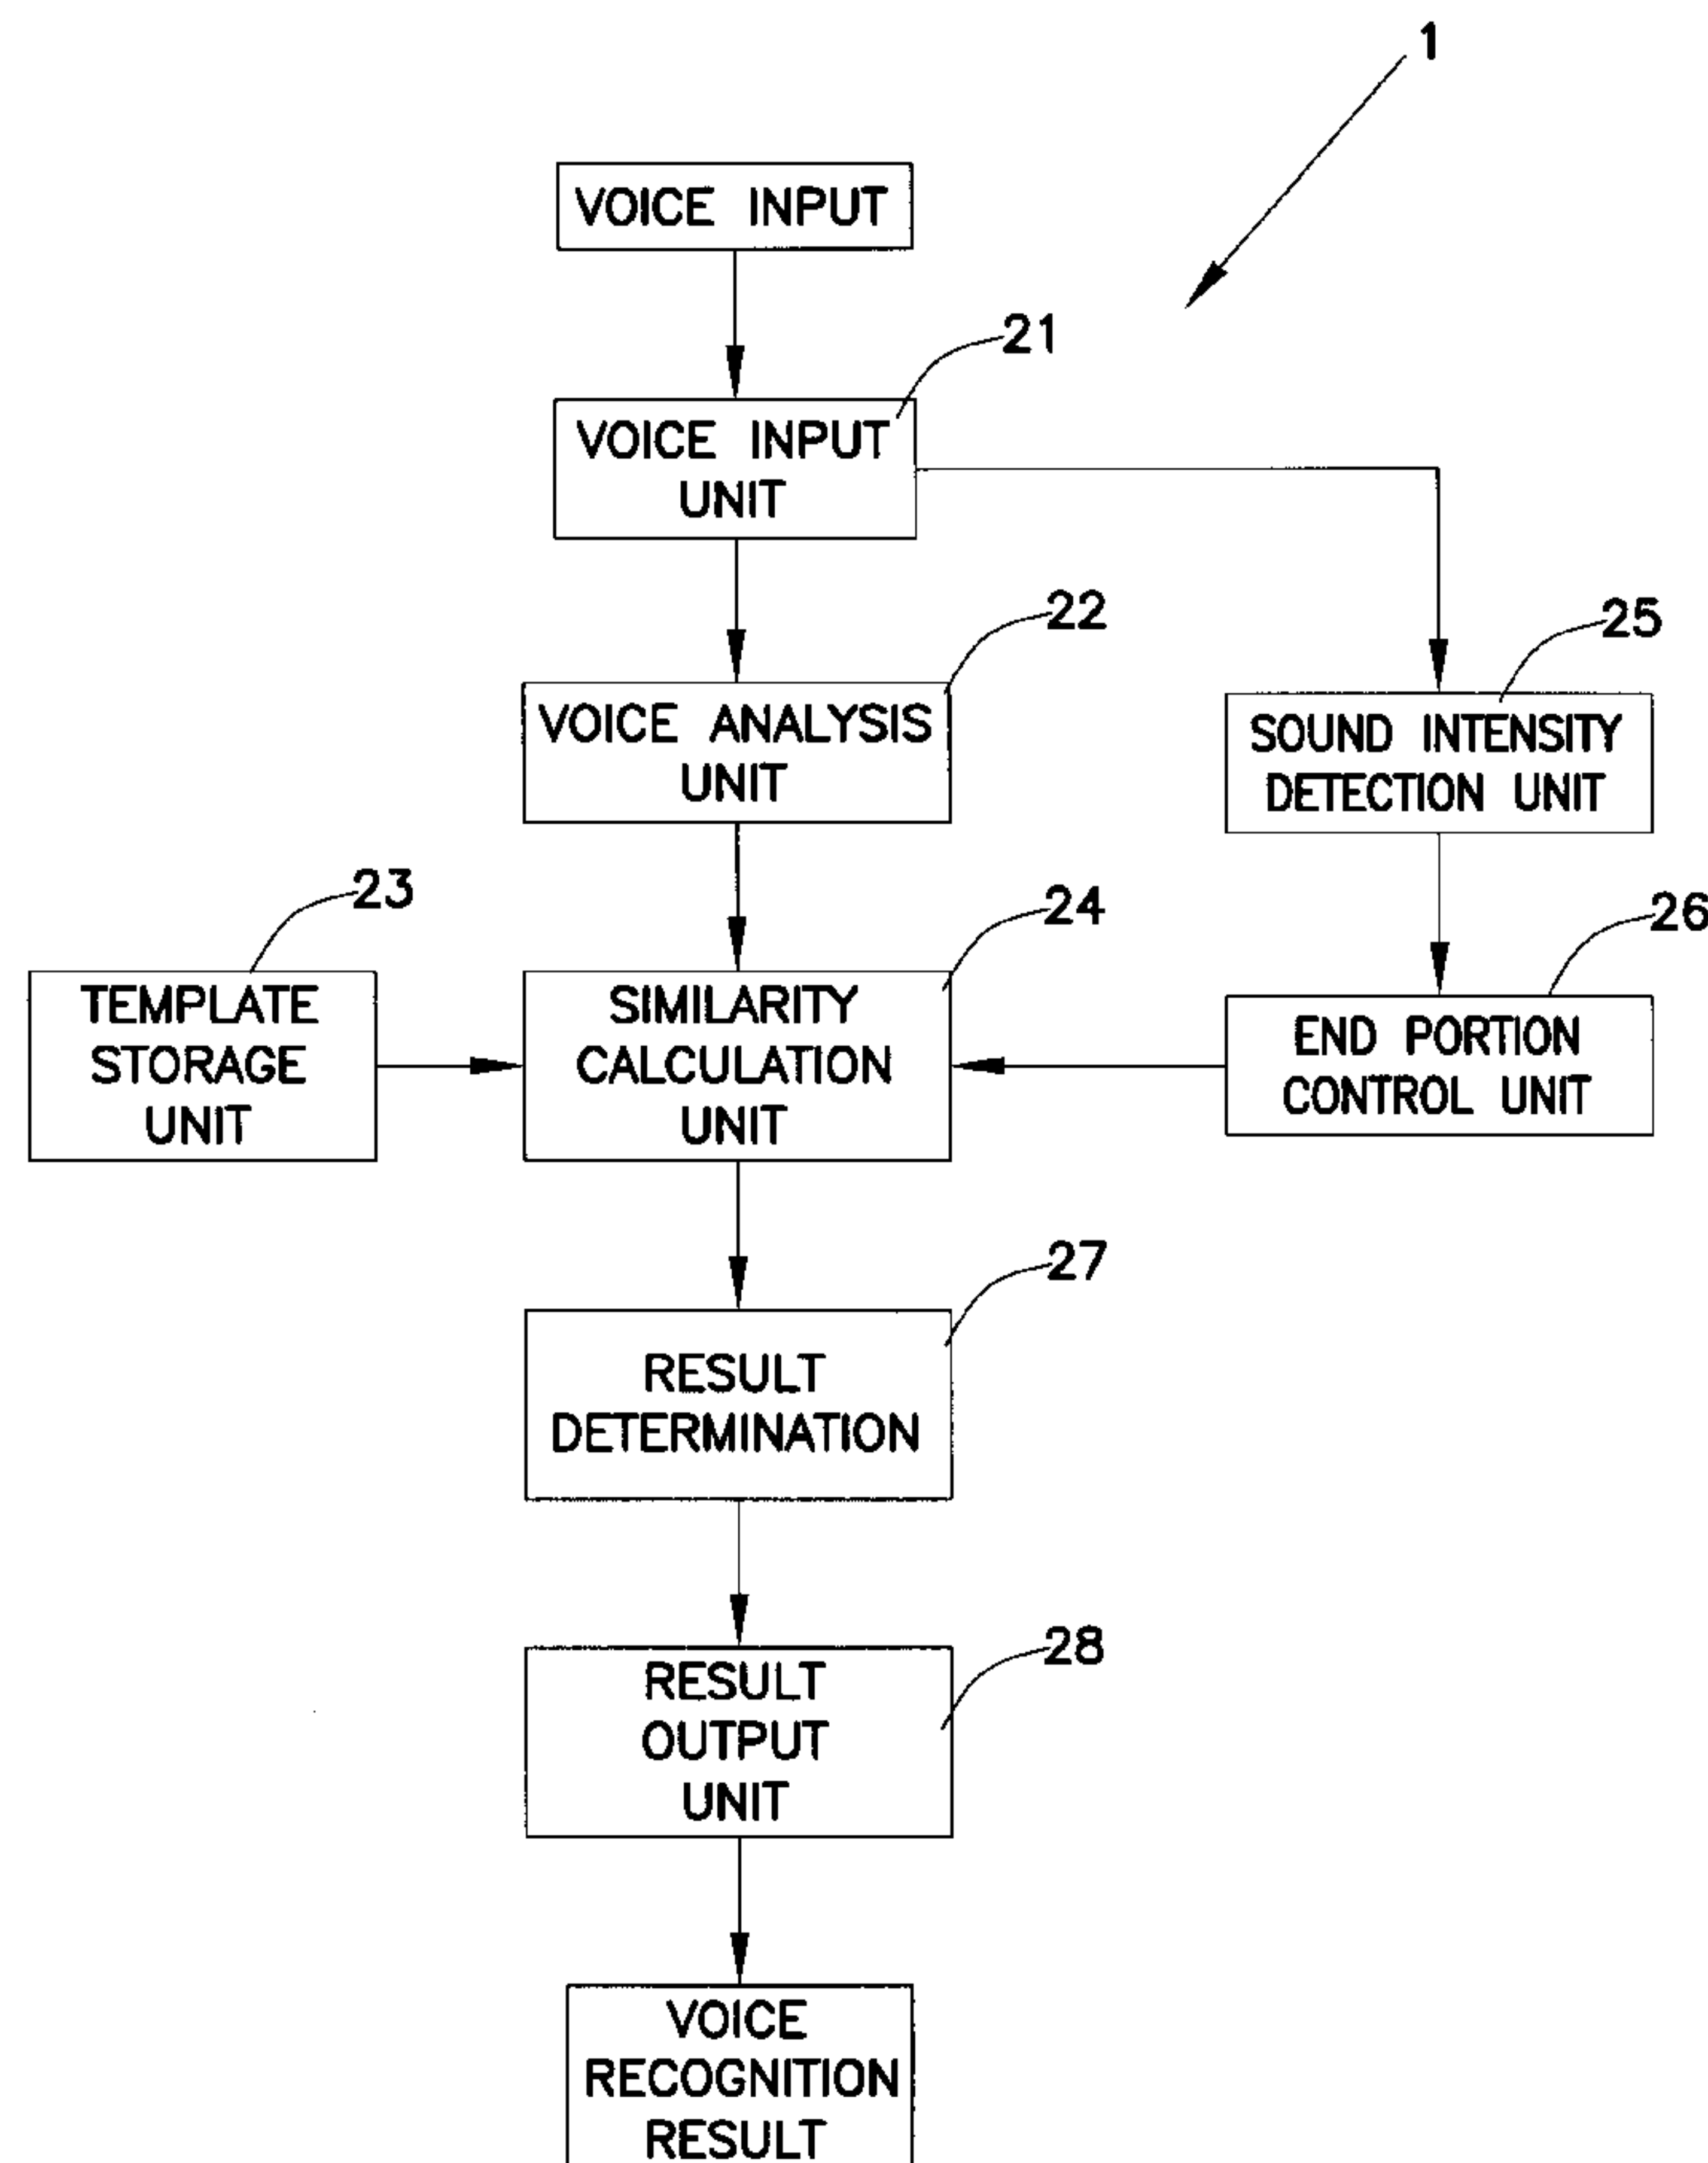 1
VOICE INPUT
21
VOICE INPUT
UNIT
22
VOICE ANALYSIS
UNIT
25
SOUND INTENSITY
DETECTION UNIT
23
TEMPLATE
STORAGE
UNIT
24
SIMILARITY
CALCULATION
UNIT
26
END PORTION
CONTROL UNIT
27
RESULT
DETERMINATION
28
RESULT
OUTPUT
UNIT
VOICE
RECOGNITION
RESULT